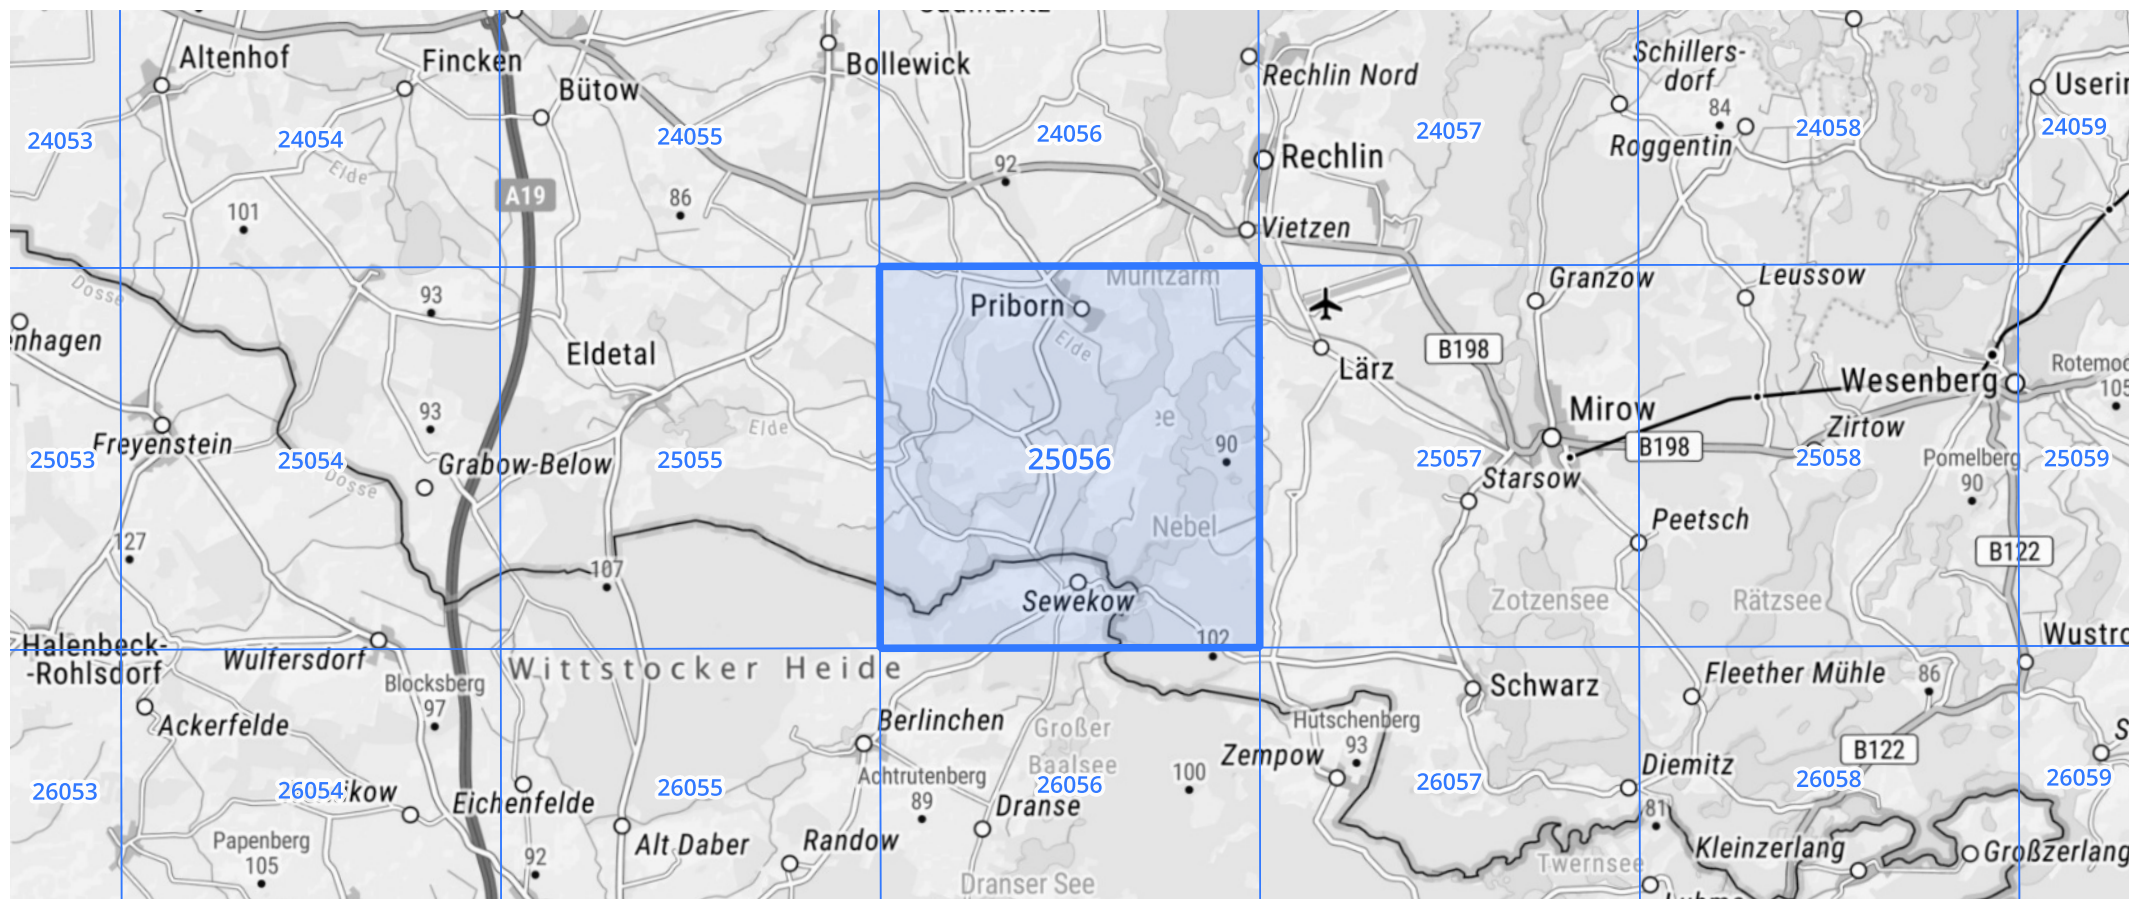 Altenhof
Fincken
Bütow
Bollewick
Rechlin Nord
Schillers-
dorf
84
Roggentin
24053
24054
24055
24056
24057
24058
24059
Elde
A19
92
Rechlin
101
86
Vietzen
Dosse
Müritzarm
Granzow
Leussow
93
Priborn
Elde
Eldetal
B198
Lärz
Wesenberg
105
93
Mirow
Zirtow
Freyenstein
Elde
90
B198
25053
25054
Grabow-Below
25055
25056
25057
25058
Pomelberg
90
25059
Dosse
Starsow
Nebel
Peetsch
127
B122
107
Sewekow
Zotzensee
Rätzsee
102
Halenbeck-
-Rohlsdorf
Wulfersdorf
Wittstocker Heide
Blocksberg
97
Schwarz
Fleether Mühle
86
Ackerfelde
Berlinchen
Großer
Baalsee
Hutschenberg
93
Zempow
B122
Diemitz
26053
26054
26055
Achtrutenberg
89
26056
100
26057
26058
26059
Eichenfelde
Dranse
81
Papenberg
105
92
Alt Daber
Randow
Dranser See
Twernsee
Kleinzerlang
Großzerlang